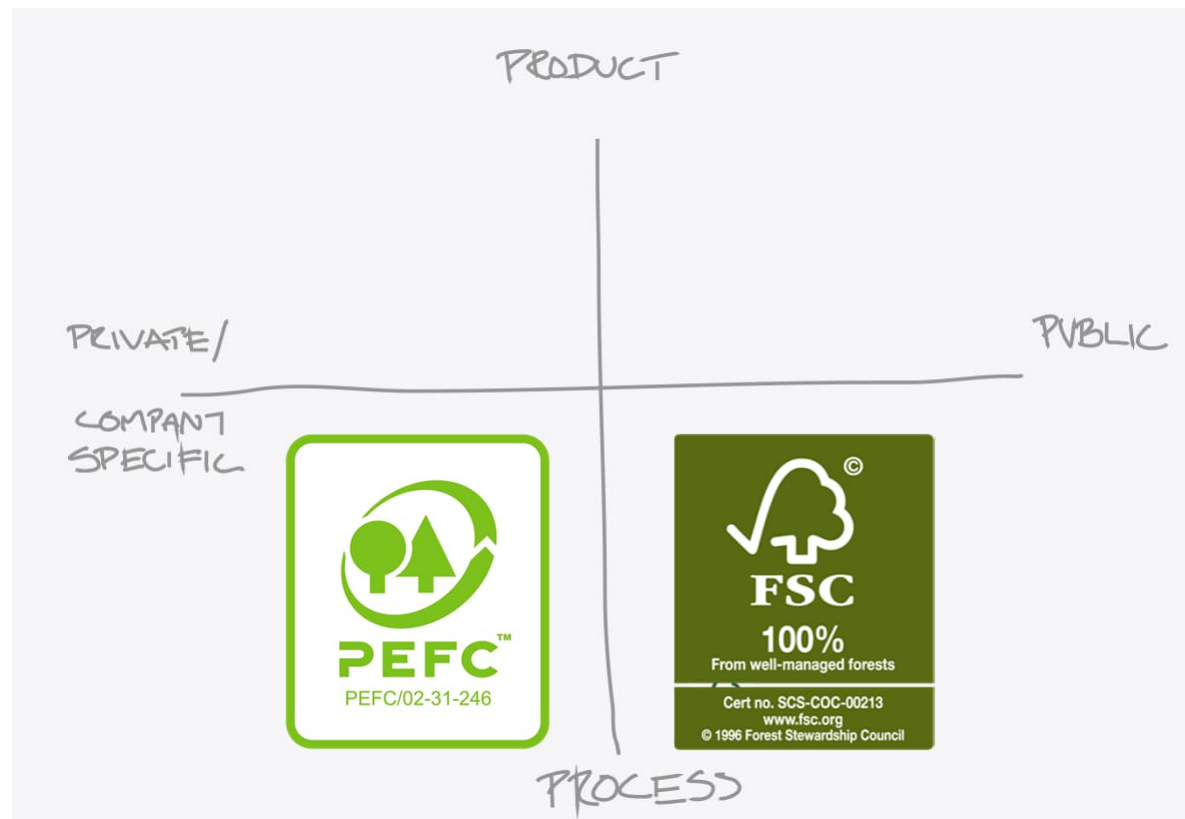 PRODUCT
PRIVATE/
PUBLIC
COMPANY
SPECIFIC
PEFC™
PEFC/02-31-246
©
FSC
100%
From well-managed forests
Cert no. SCS-COC-00213
www.fsc.org
© 1996 Forest Stewardship Council
PROCESS